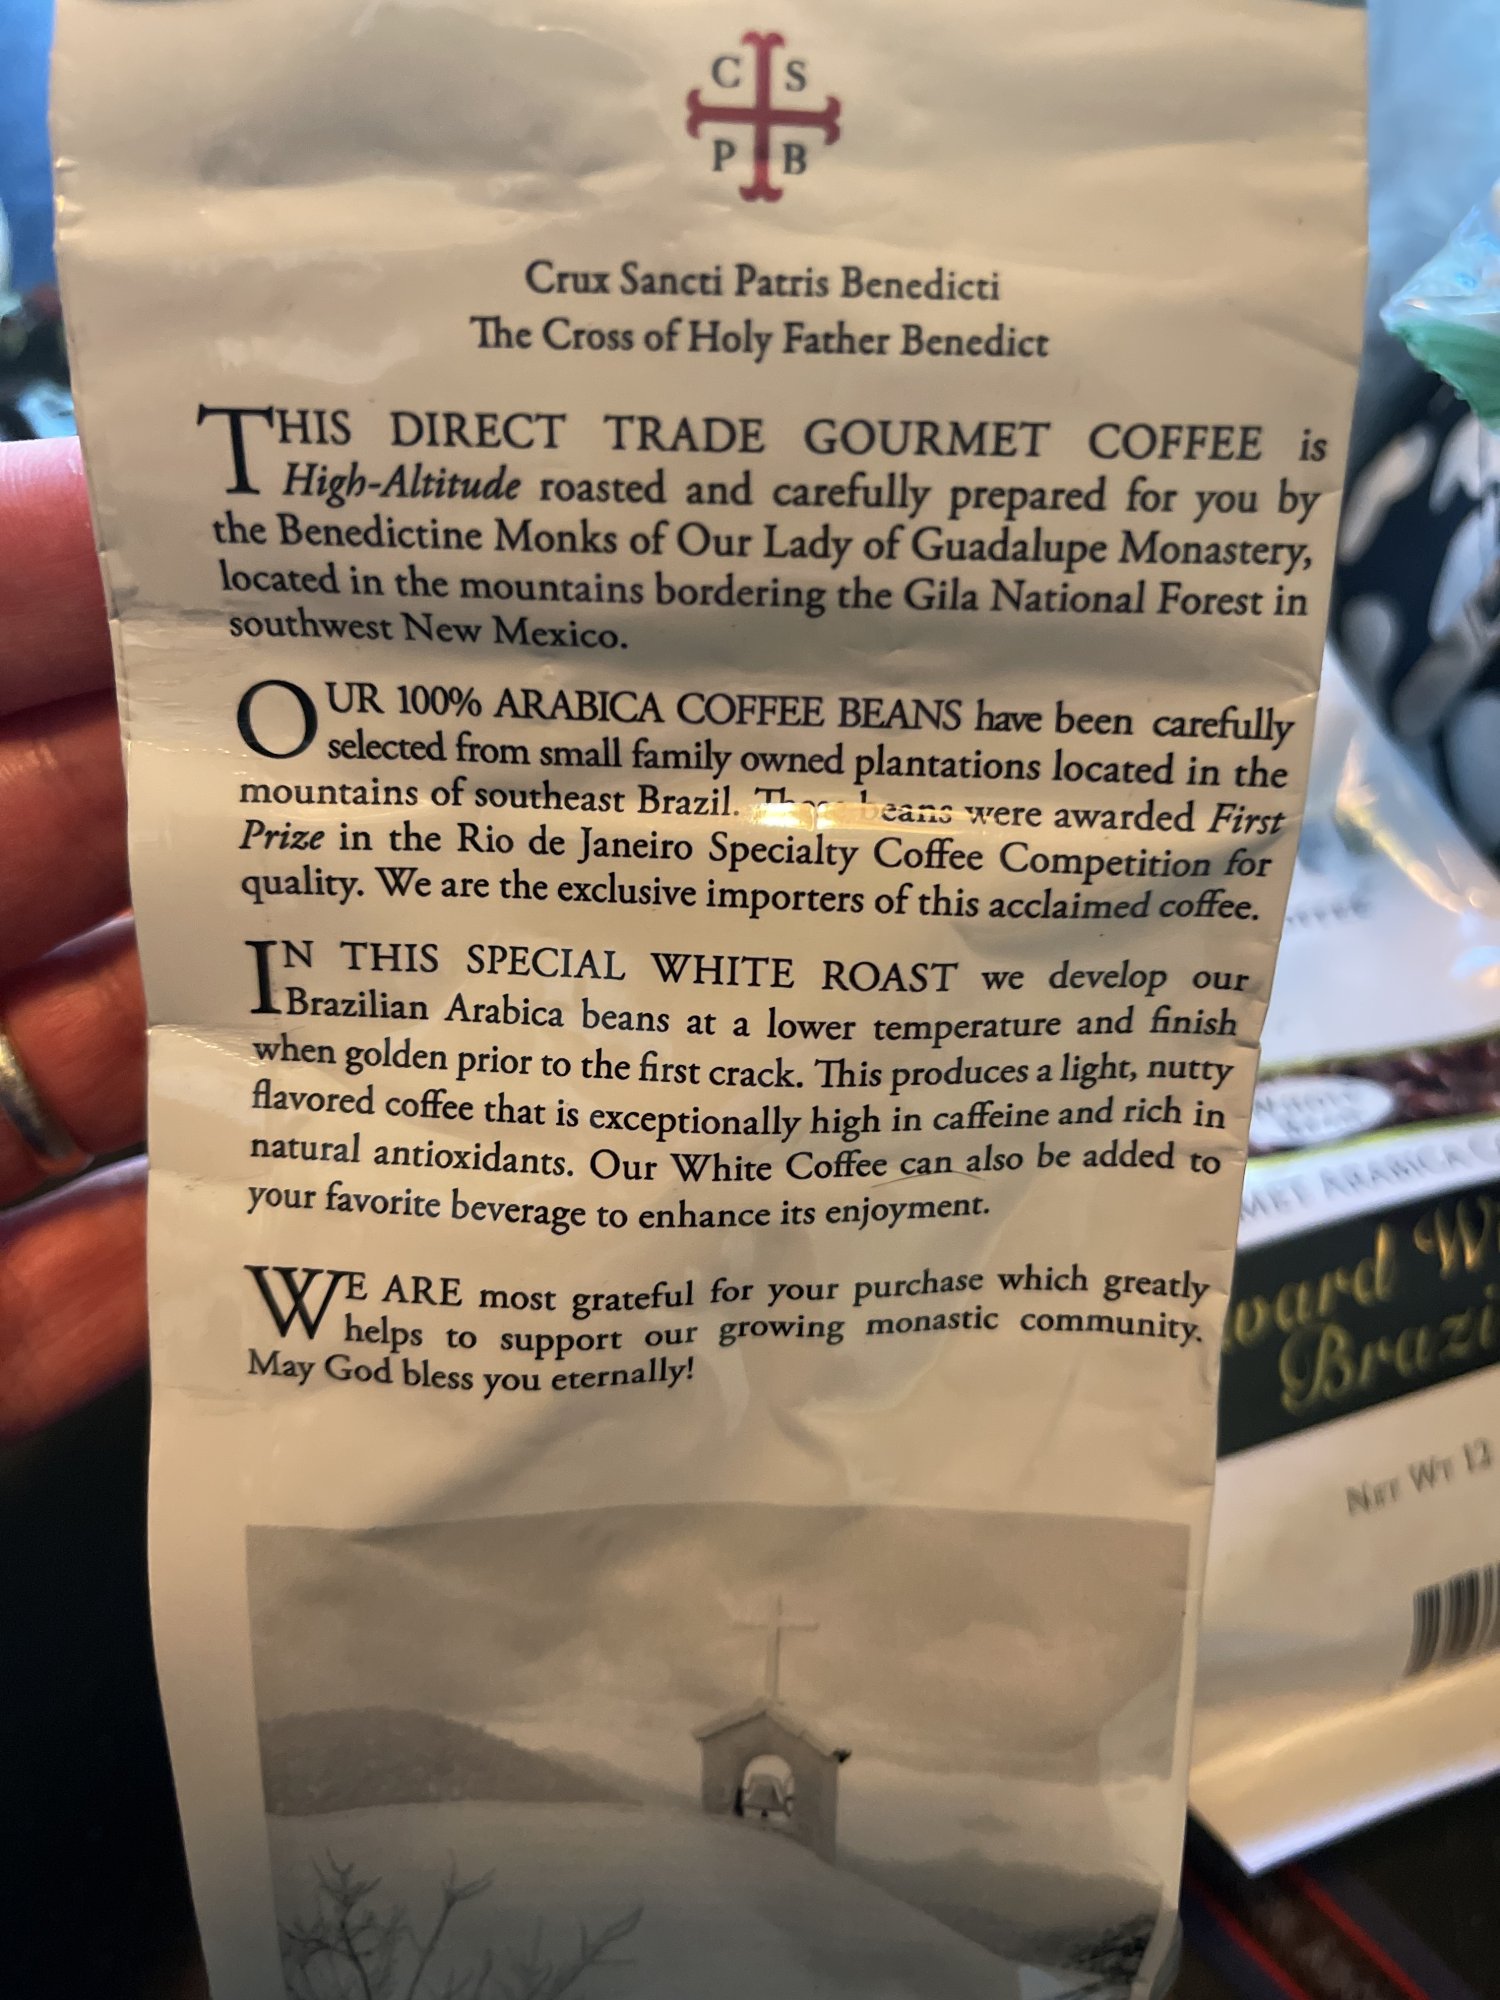 C S
P B
Crux Sancti Patris Benedicti
The Cross of Holy Father Benedict
THIS DIRECT TRADE GOURMET COFFEE is
High-Altitude roasted and carefully prepared for you by
the Benedictine Monks of Our Lady of Guadalupe Monastery,
located in the mountains bordering the Gila National Forest in
southwest New Mexico.
OUR 100% ARABICA COFFEE BEANS have been carefully
selected from small family owned plantations located in the
mountains of southeast Brazil. These beans were awarded First
Prize in the Rio de Janeiro Specialty Coffee Competition for
quality. We are the exclusive importers of this acclaimed coffee.
IN THIS SPECIAL WHITE ROAST we develop our
Brazilian Arabica beans at a lower temperature and finish
when golden prior to the first crack. This produces a light, nutty
flavored coffee that is exceptionally high in caffeine and rich in
natural antioxidants. Our White Coffee can also be added to
your favorite beverage to enhance its enjoyment.
WE ARE most grateful for your purchase which greatly
helps to support our growing monastic community.
May God bless you eternally!
ARABICA
Brazi
NET WT 12